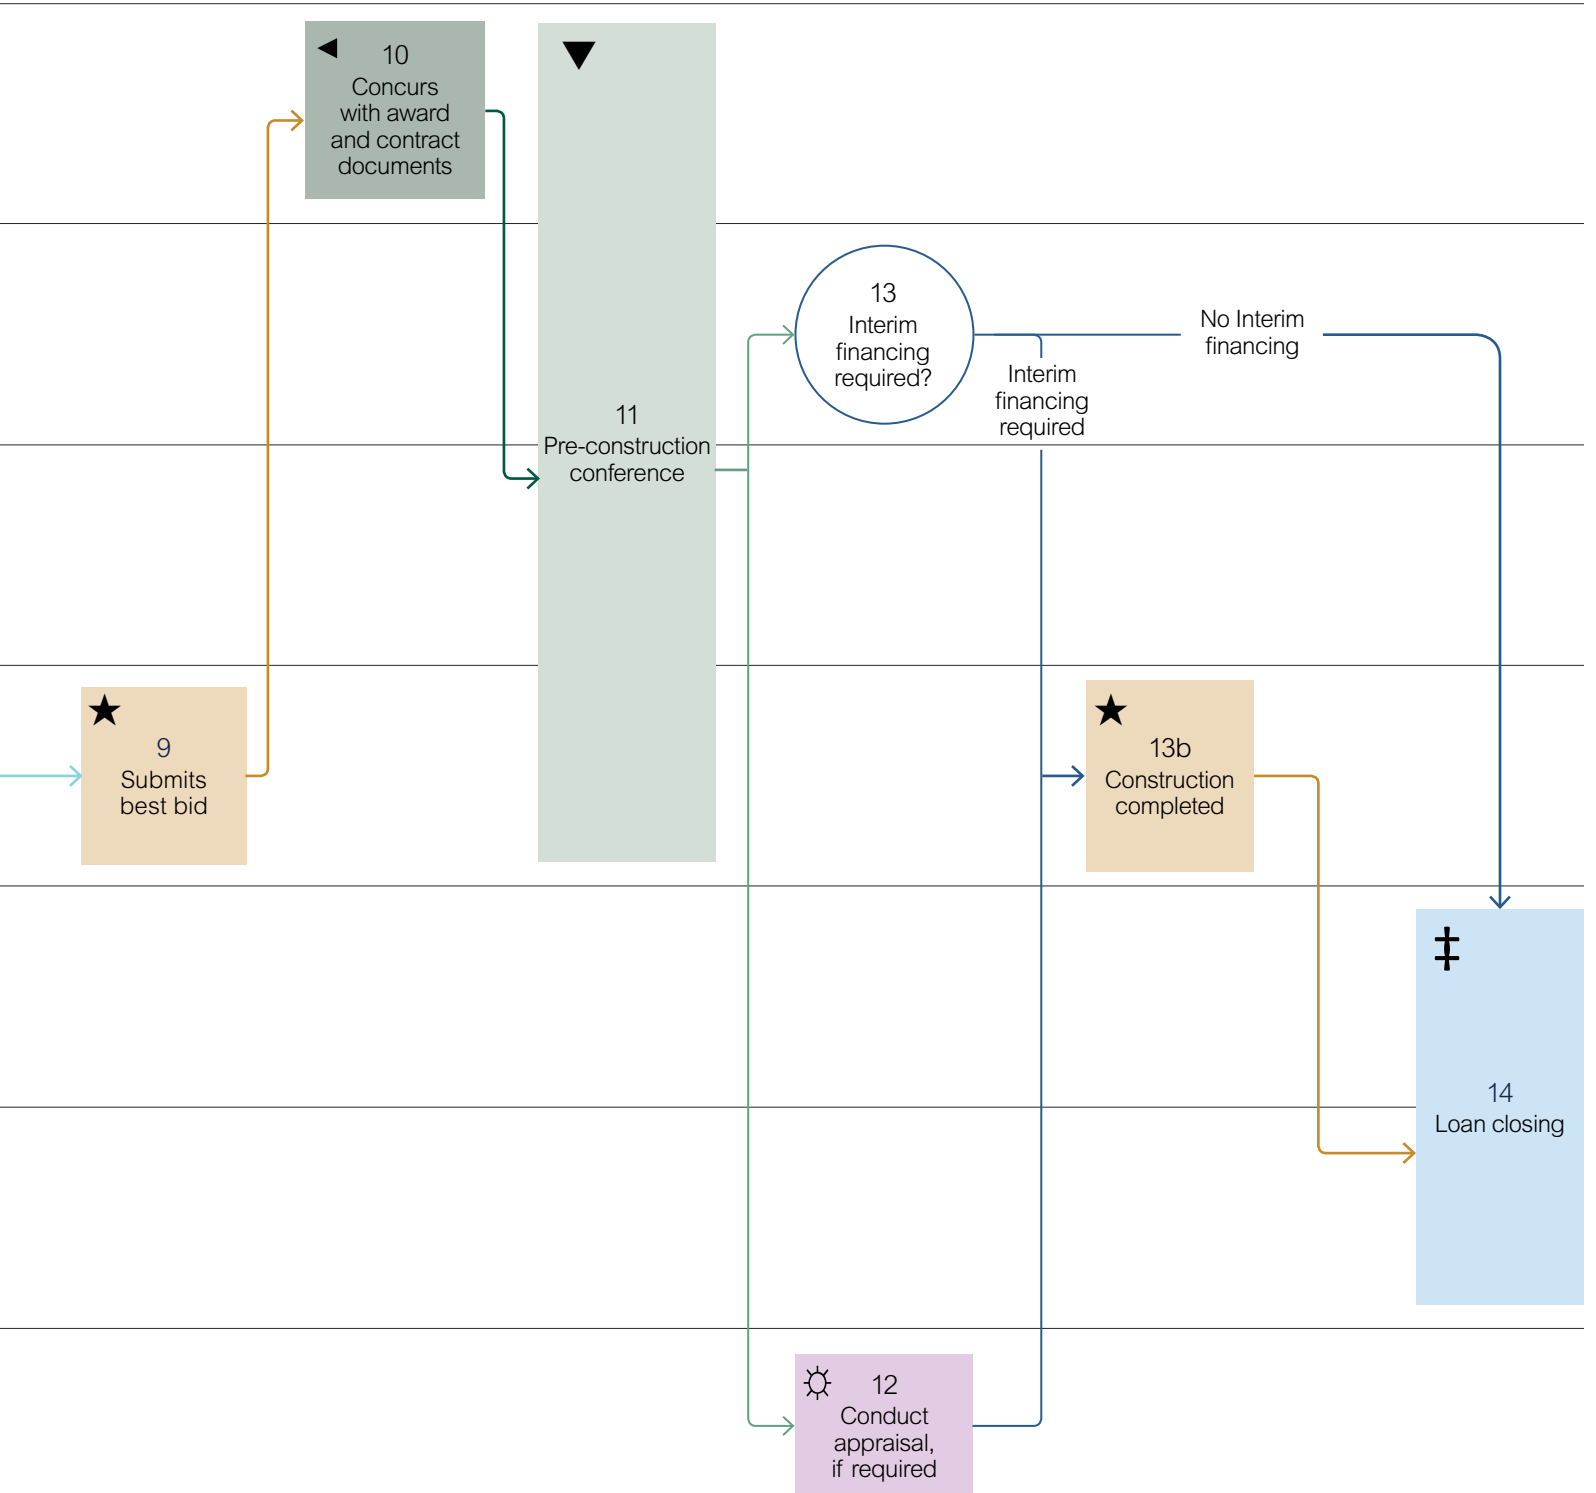 10
Concurs
with award
and contract
documents
11
Pre-construction
conference
13
Interim
financing
required?
No Interim
financing
Interim
financing
required
9
Submits
best bid
13b
Construction
completed
14
Loan closing
12
Conduct
appraisal,
if required